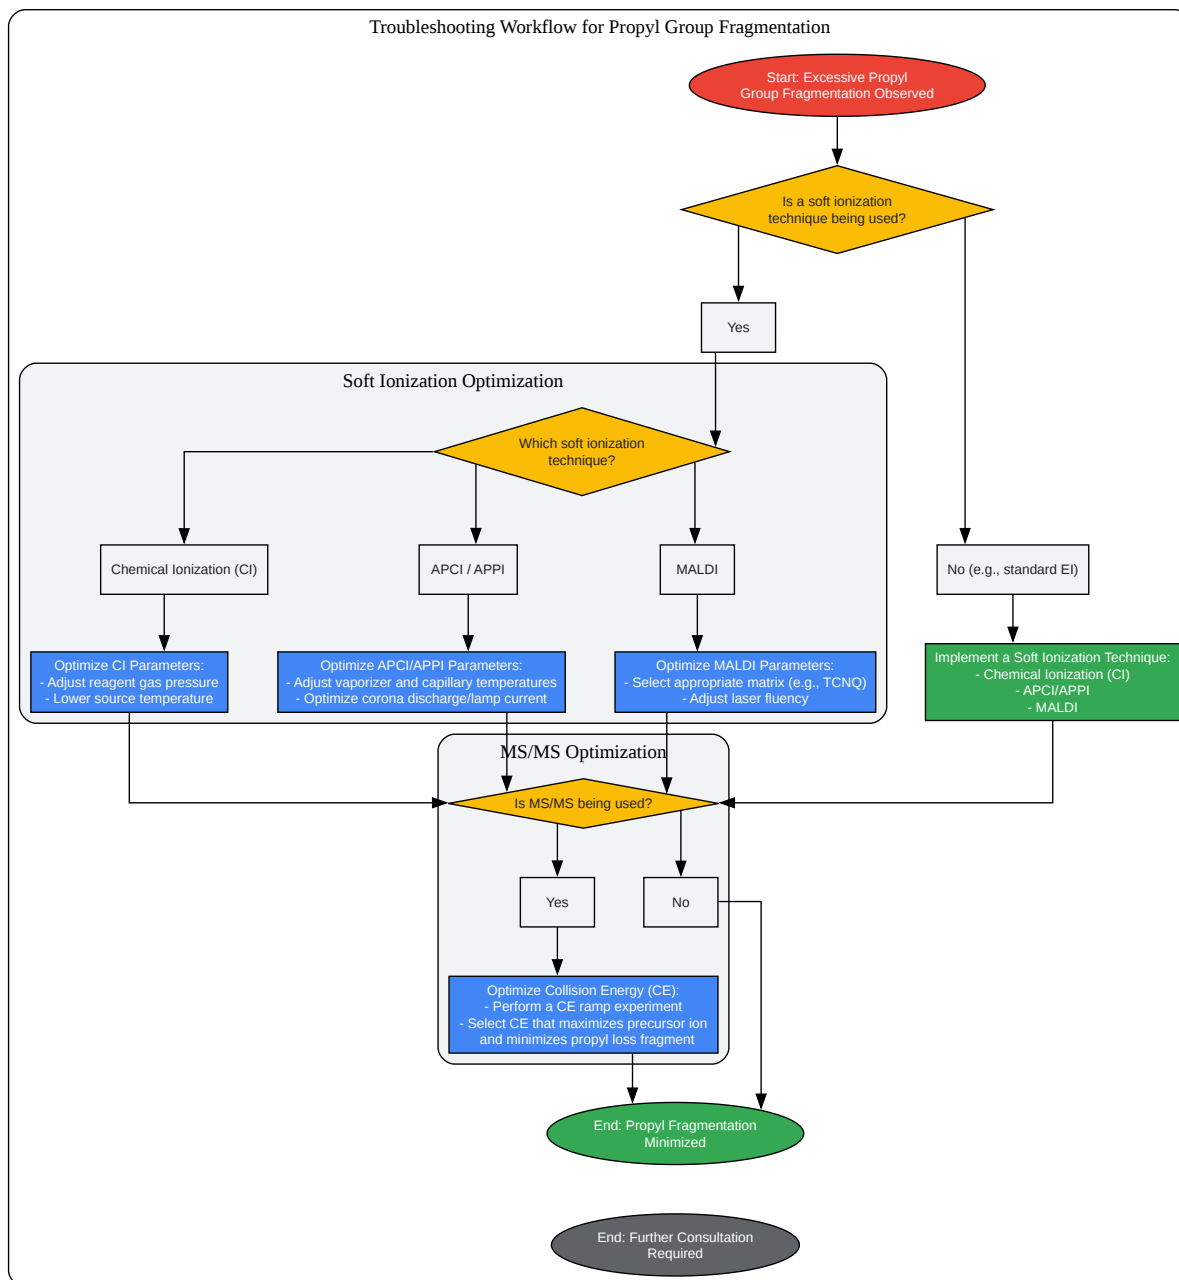 Troubleshooting Workflow for Propyl Group Fragmentation
Start: Excessive Propyl
Group Fragmentation Observed
Is a soft ionization
technique being used?
Yes
Soft Ionization Optimization
Which soft ionization
technique?
Chemical Ionization (CI)
APCI / APPI
MALDI
No (e.g., standard EI)
Optimize CI Parameters:
- Adjust reagent gas pressure
- Lower source temperature
Optimize APCI/APPI Parameters:
- Adjust vaporizer and capillary temperatures
- Optimize corona discharge/lamp current
Optimize MALDI Parameters:
- Select appropriate matrix (e.g., TCNQ)
- Adjust laser fluency
Implement a Soft Ionization Technique:
- Chemical Ionization (CI)
- APCI/APPI
- MALDI
MS/MS Optimization
Is MS/MS being used?
Yes
No
Optimize Collision Energy (CE):
- Perform a CE ramp experiment
- Select CE that maximizes precursor ion
and minimizes propyl loss fragment
End: Propyl Fragmentation
Minimized
End: Further Consultation
Required